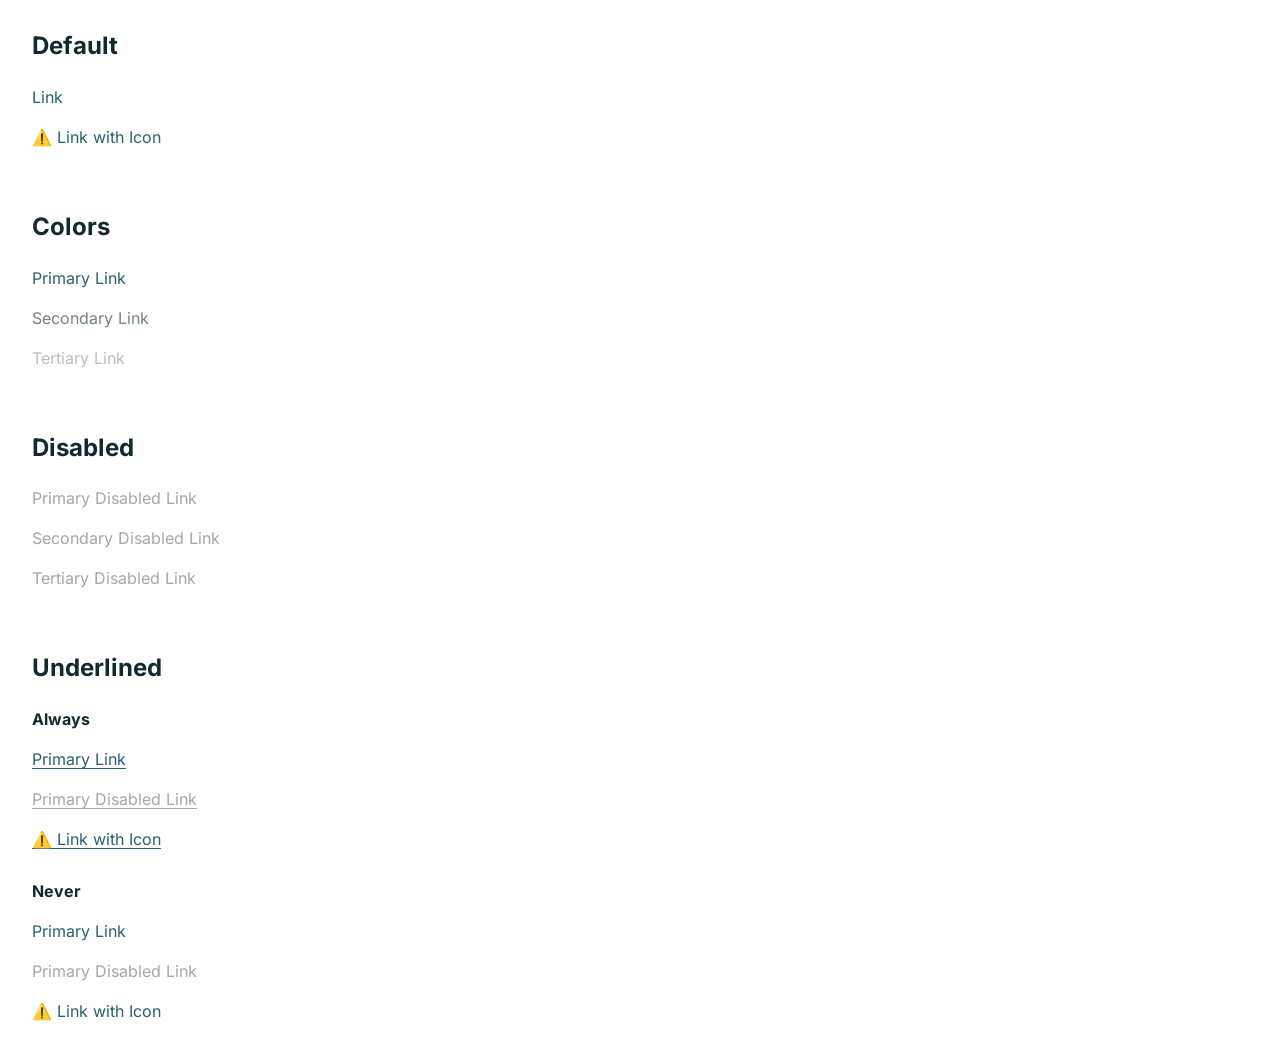 Default
Link
⚠️ Link with Icon
Colors
Primary Link
Secondary Link
Tertiary Link
Disabled
Primary Disabled Link
Secondary Disabled Link
Tertiary Disabled Link
Underlined
Always
Primary Link
Primary Disabled Link
⚠️ Link with Icon
Never
Primary Link
Primary Disabled Link
⚠️ Link with Icon